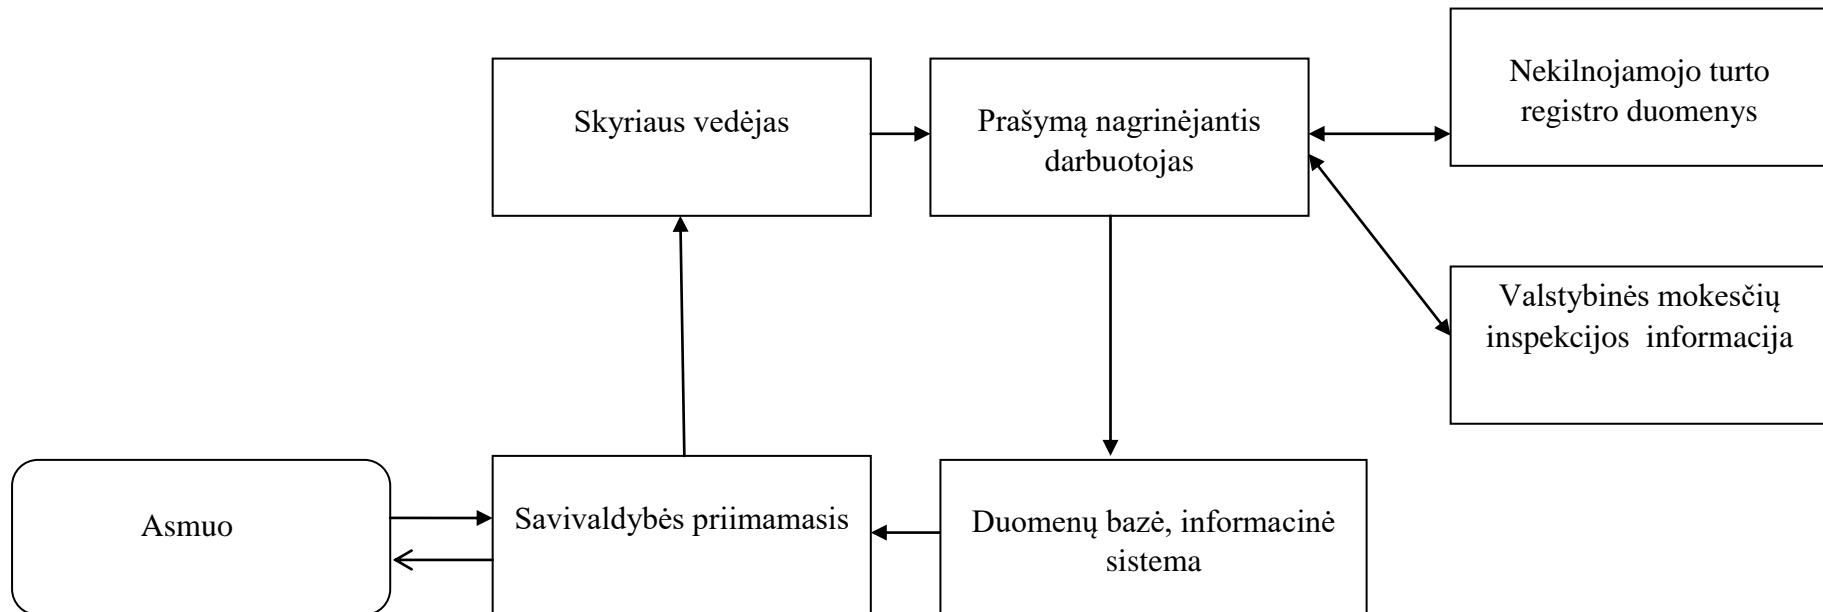 Skyriaus vedėjas
Prašymą nagrinėjantis
darbuotojas
Nekilnojamojo turto
registro duomenys
Valstybinės mokesčių
inspekcijos  informacija
Asmuo
Savivaldybės priimamasis
Duomenų bazė, informacinė
sistema